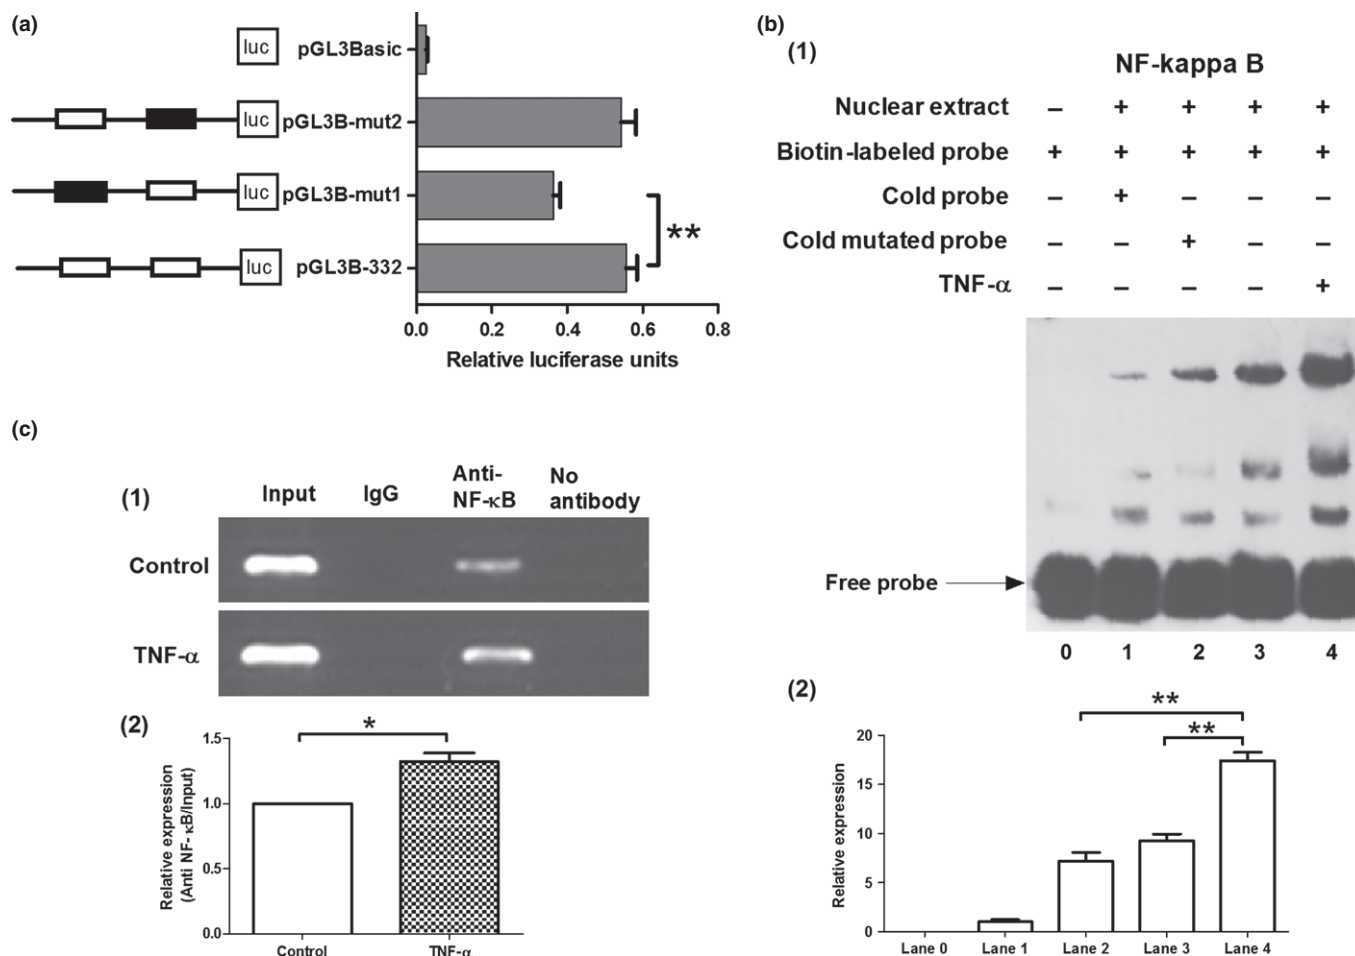 (a)
luc pGL3Basic
luc pGL3B-mut2
luc pGL3B-mut1
luc pGL3B-332
**
0.0 0.2 0.4 0.6 0.8
Relative luciferase units
(b)
(1)
NF-kappa B
Nuclear extract – + + + +
Biotin-labeled probe + + + + +
Cold probe – + – – –
Cold mutated probe – – + – –
TNF-α – – – – +
Free probe
0 1 2 3 4
(2)
** 
**
20
15
10
5
0
Relative expression
Lane 0 Lane 1 Lane 2 Lane 3 Lane 4
(c)
(1)
Input IgG Anti-NF-κB No antibody
Control
TNF-α
(2)
*
1.5
1.0
0.5
0.0
Relative expression
(Anti NF-κB/Input)
Control TNF-α